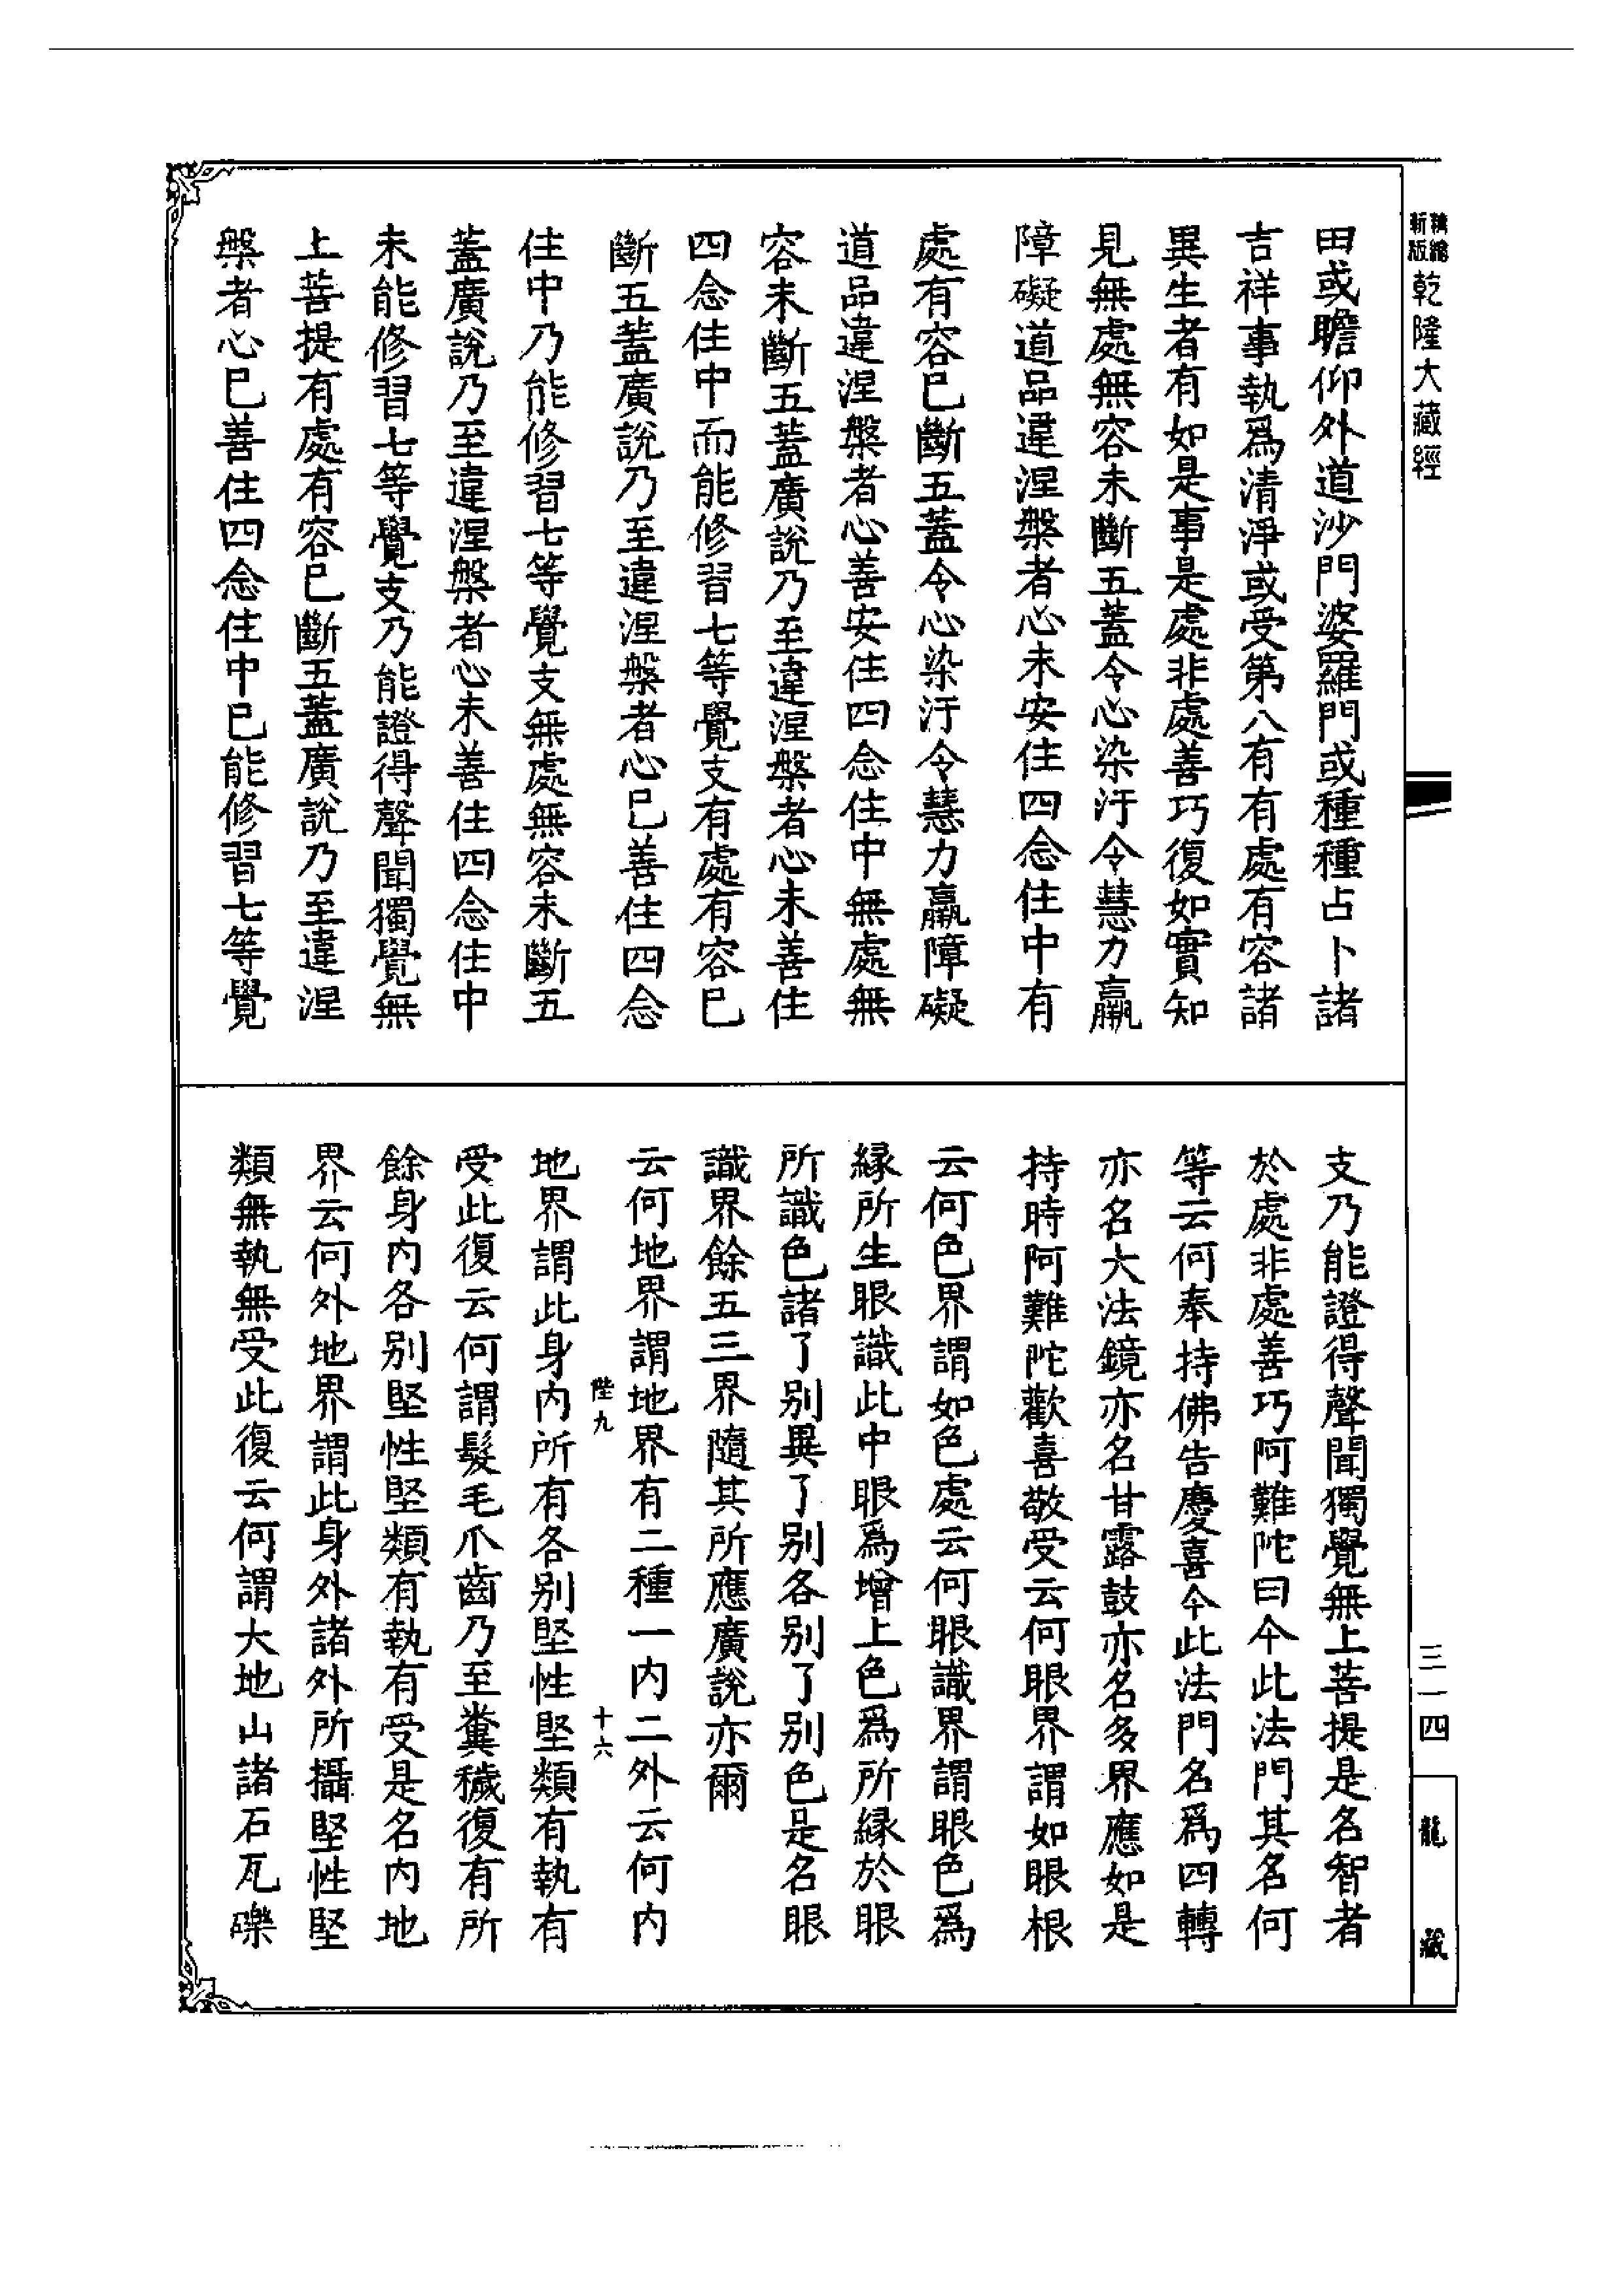 新版
精縮
乾隆大藏經
三一四
龍藏
田或瞻仰外道沙門婆羅門或種種占卜諸
吉祥事執為清淨或受第八有有處有容諸
異生者有如是事是處非處善巧復如實知
見無處無容未斷五蓋令心染汙令慧力羸
障礙道品違涅槃者心未安住四念住中有
處有容已斷五蓋令心染汙令慧力羸障礙
道品違涅槃者心善安住四念住中無處無
容未斷五蓋廣說乃至違涅槃者心未善住
四念住中而能修習七等覺支有處有容已
斷五蓋廣說乃至違涅槃者心已善住四念
住中乃能修習七等覺支無處無容未斷五
蓋廣說乃至違涅槃者心未善住四念住中
未能修習七等覺支乃能證得聲聞獨覺無
上菩提有處有容已斷五蓋廣說乃至違涅
槃者心已善住四念住中已能修習七等覺
支乃能證得聲聞獨覺無上菩提是名智者
於處非處善巧阿難陀曰今此法門其名何
等云何奉持佛告慶喜今此法門名為四轉
亦名大法鏡亦名甘露鼓亦名多界應如是
持時阿難陀歡喜敬受云何眼界謂如眼根
云何色界謂如色處云何眼識界謂眼色為
緣所生眼識此中眼為增上色為所緣於眼
所識色諸了別異了別各別了別色是名眼
識界餘五三界隨其所應廣說亦爾
云何地界謂地界有二種一內二外云何內
陛九 十六
地界謂此身內所有各別堅性堅類有執有
受此復云何謂髮毛爪齒乃至糞穢復有所
餘身內各別堅性堅類有執有受是名內地
界云何外地界謂此身外諸外所攝堅性堅
類無執無受此復云何謂大地山諸石瓦礫